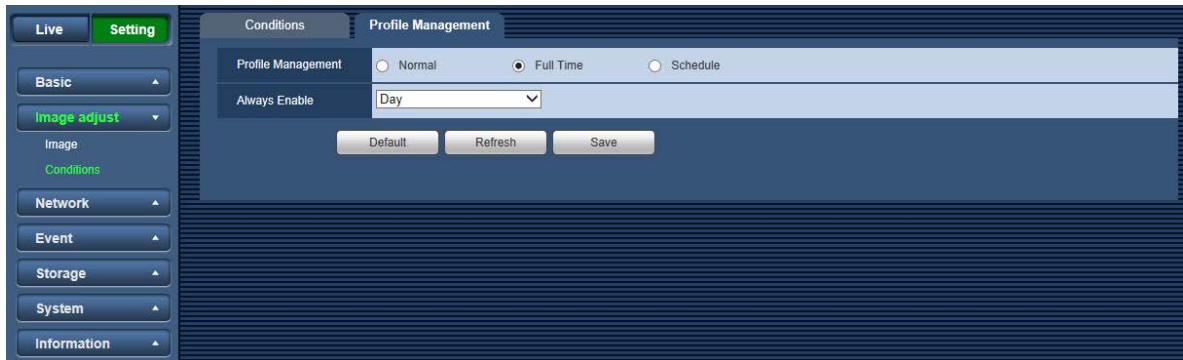 Live Setting
Conditions Profile Management
Profile Management Normal Full Time Schedule
Always Enable Day
Default Refresh Save
Basic
Image adjust
Image
Conditions
Network
Event
Storage
System
Information